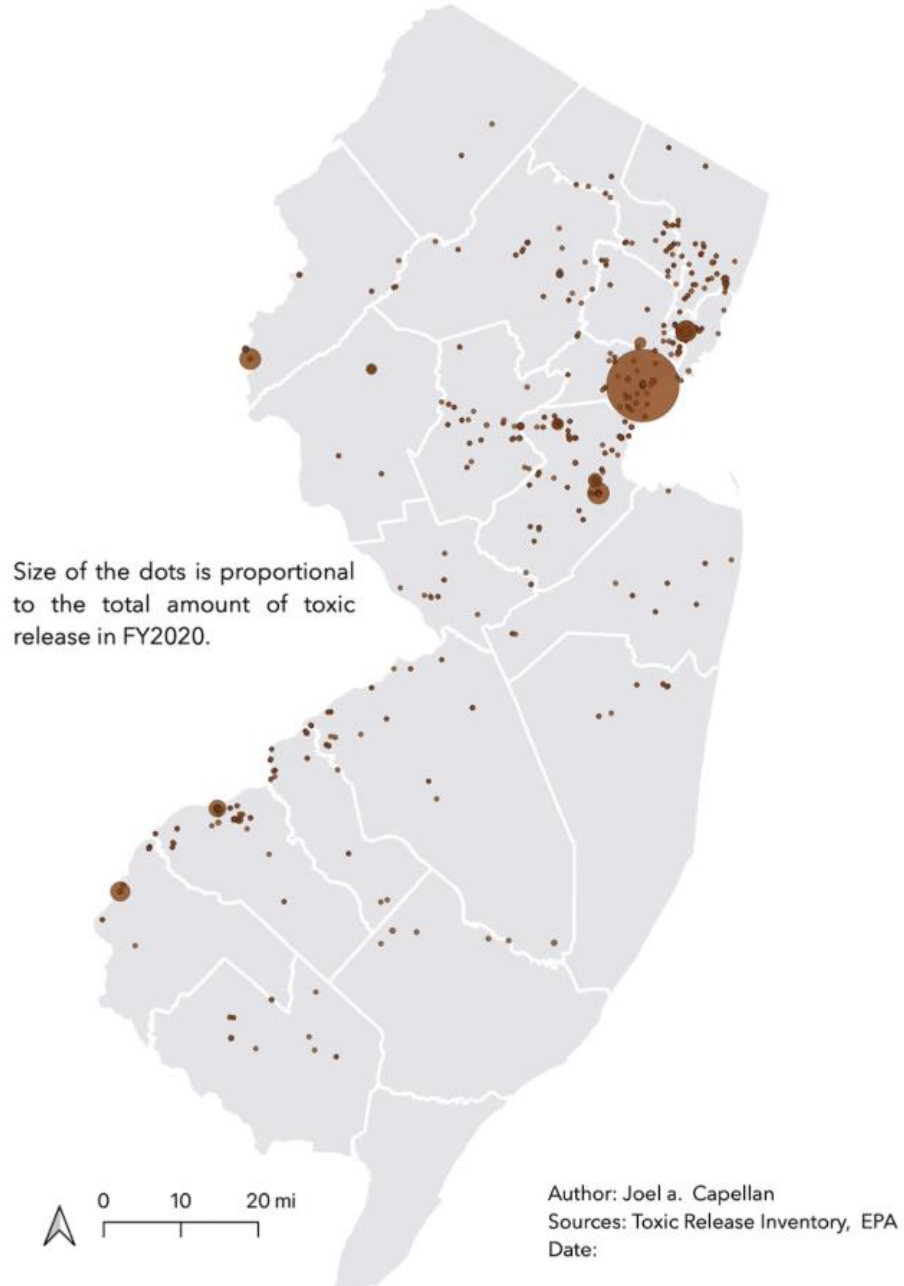 Size of the dots is proportional
to the total amount of toxic
release in FY2020.
0 10 20 mi
Author: Joel a. Capellan
Sources: Toxic Release Inventory, EPA
Date: